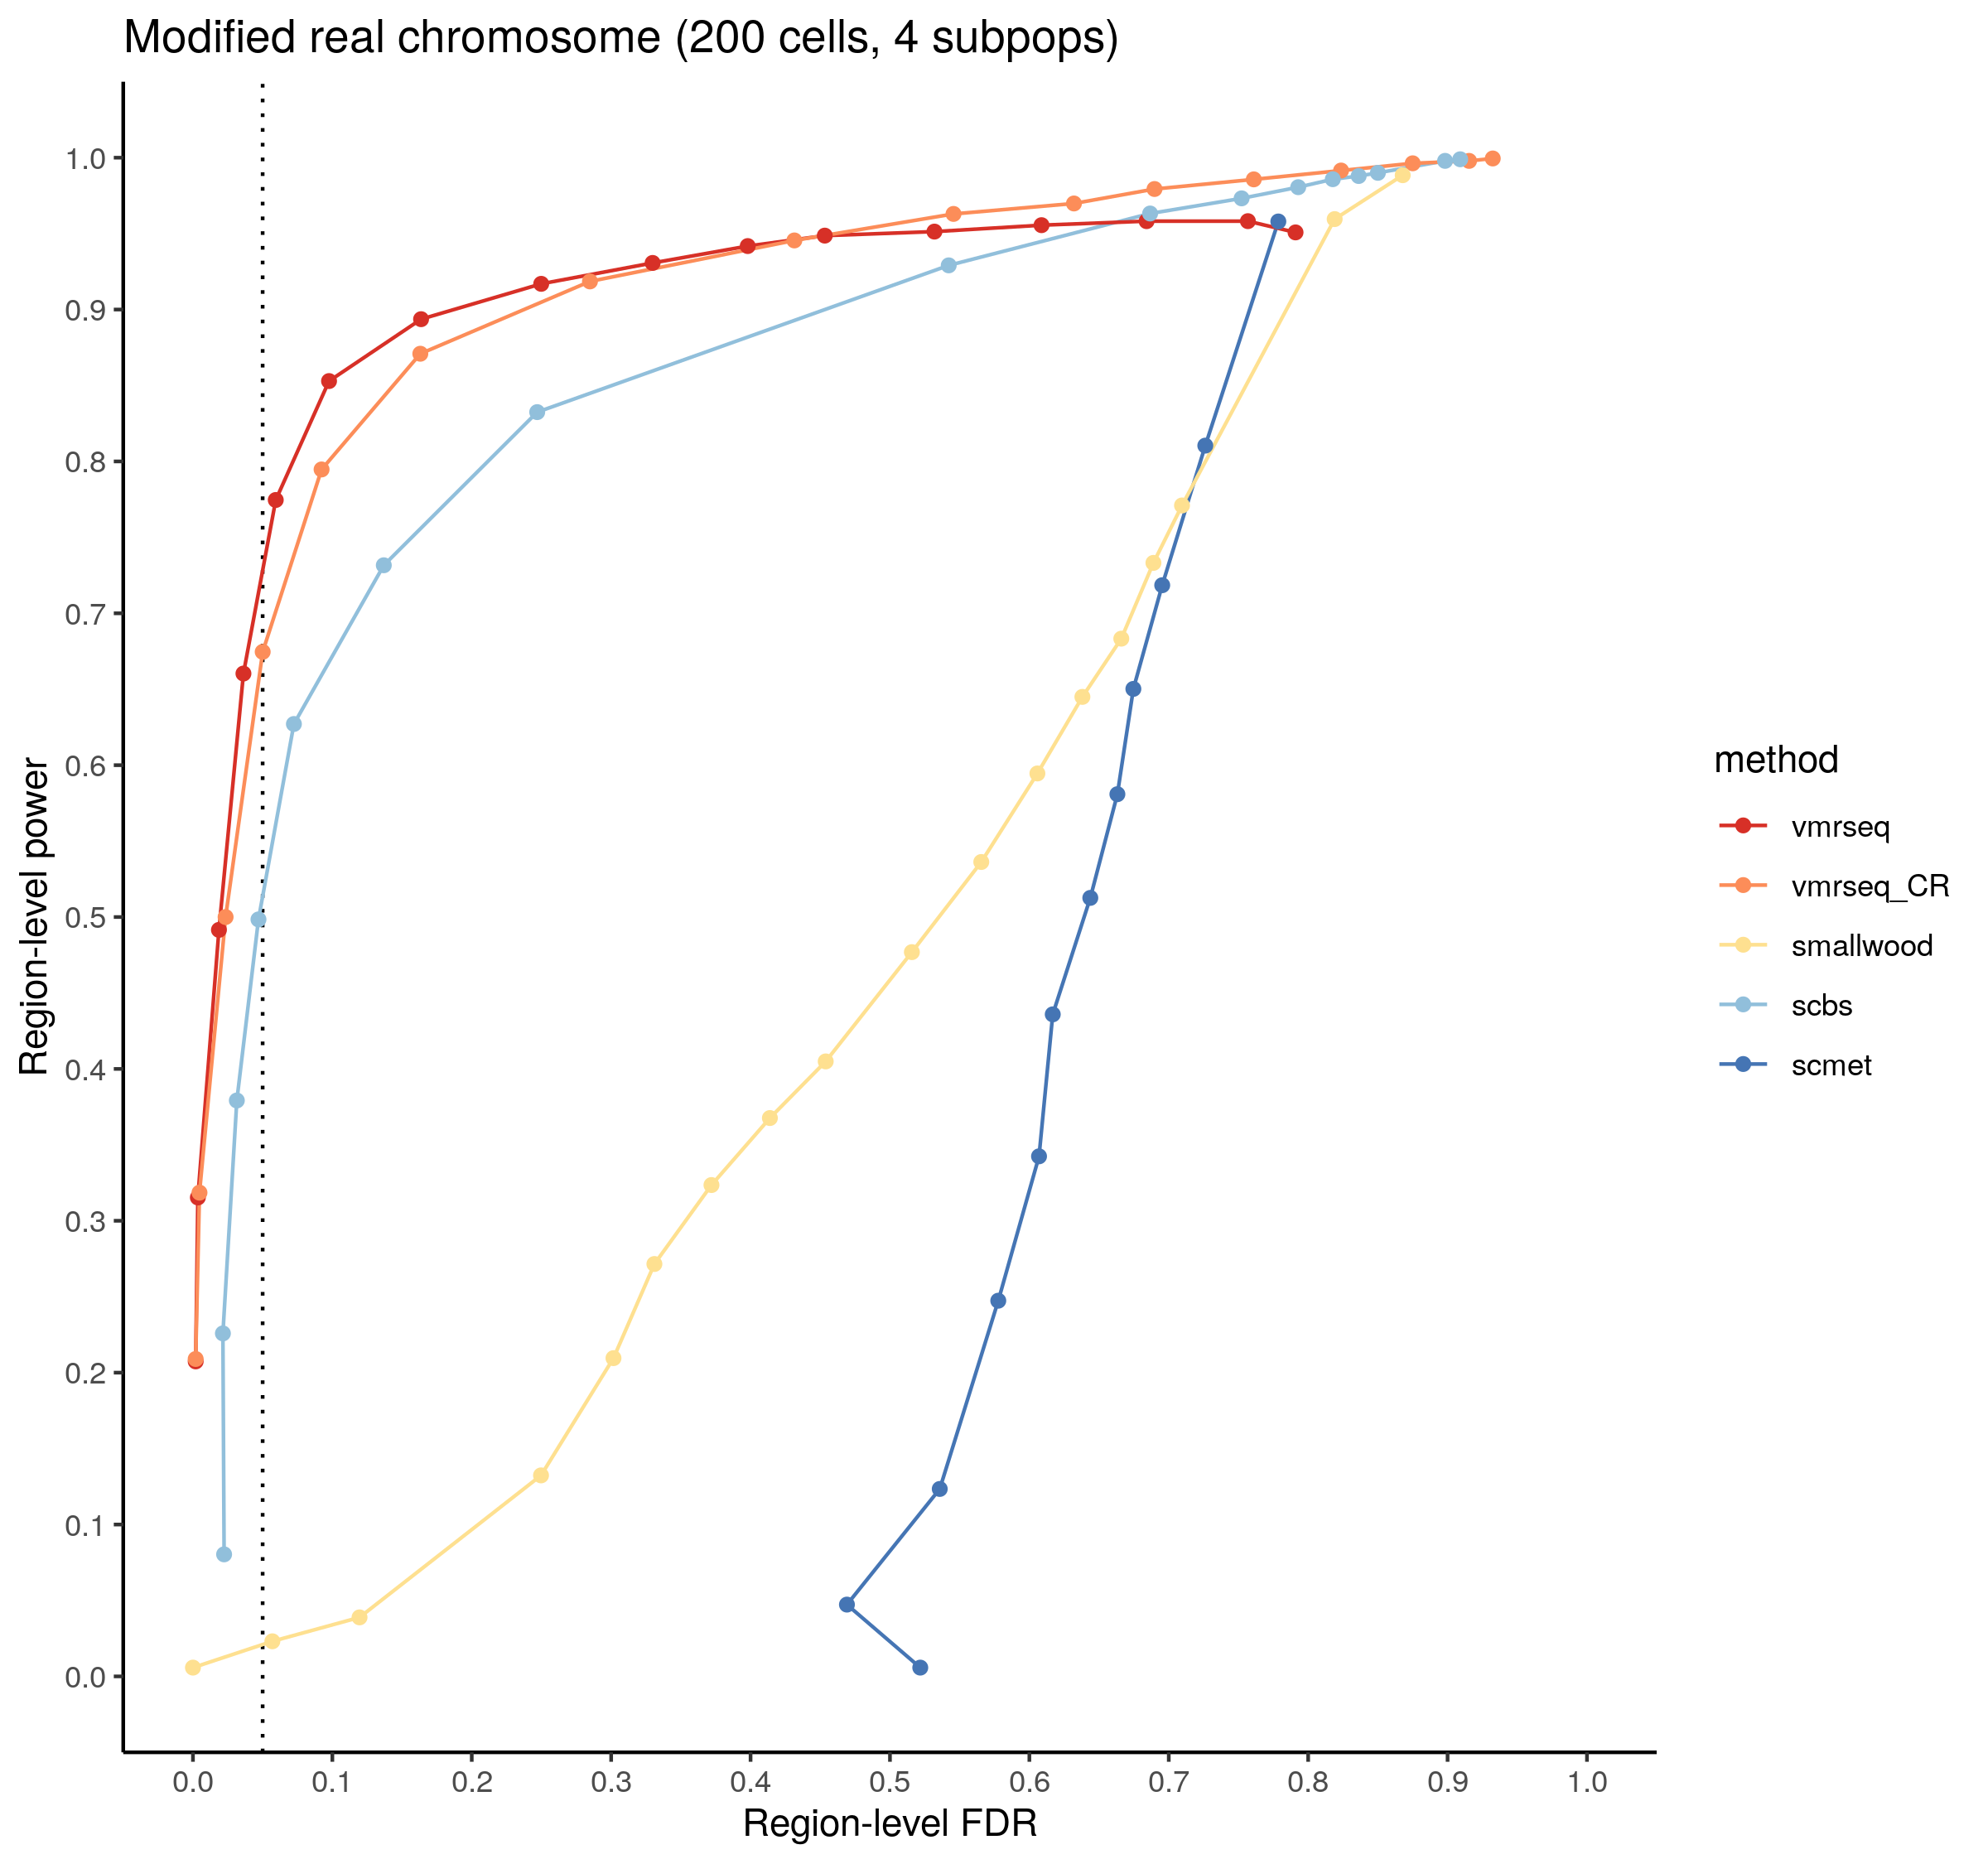 Modified real chromosome (200 cells, 4 subpops)
Region-level power
1.0
0.9
0.8
0.7
0.6
0.5
0.4
0.3
0.2
0.1
0.0
0.0 0.1 0.2 0.3 0.4 0.5 0.6 0.7 0.8 0.9 1.0
Region-level FDR
method
vmrseq
vmrseq_CR
smallwood
scbs
scmet